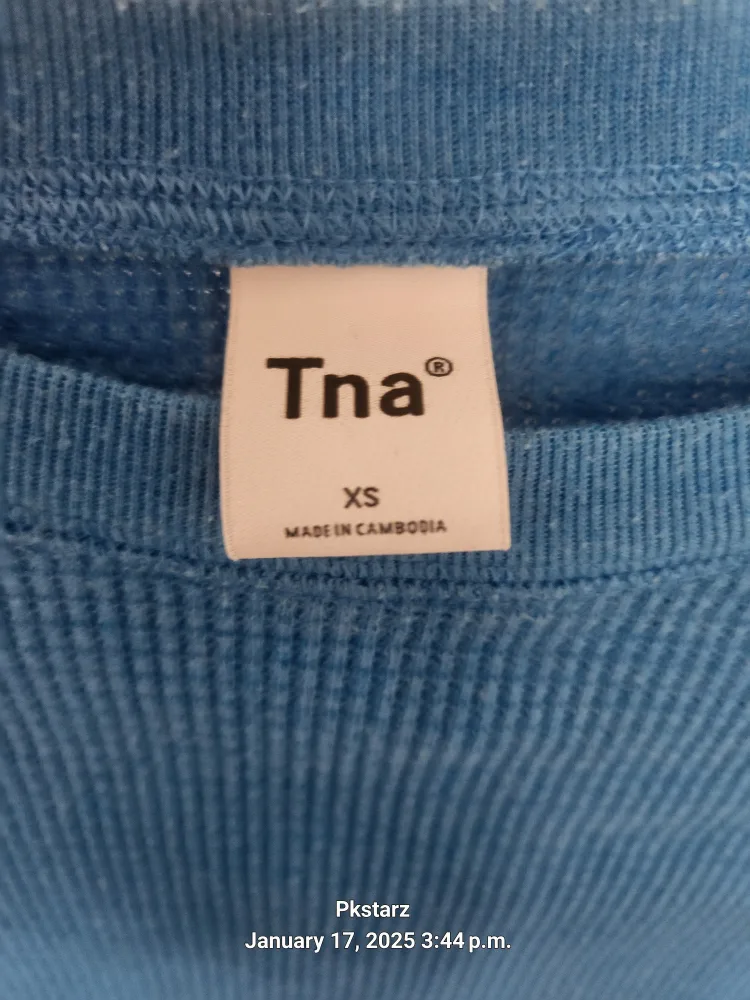 Tna®
XS
MADE IN CAMBODIA
Pkstarz
January 17, 2025 3:44 p.m.